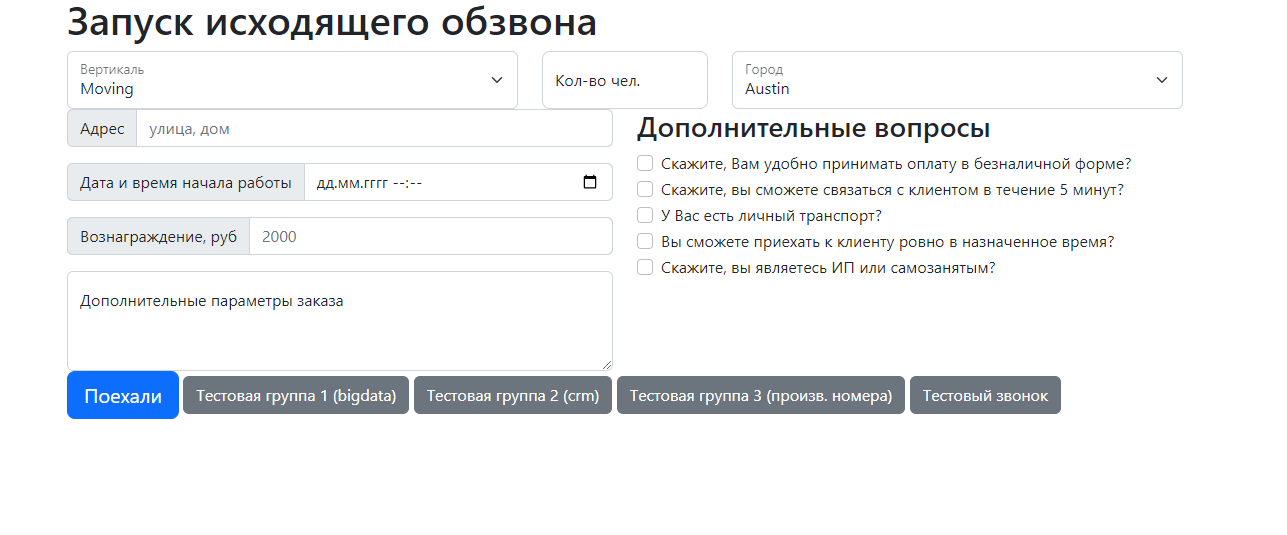 Запуск исходящего обзвона
Вертикаль
Moving
Кол-во чел.
Город
Austin
Адрес улица, дом
Дата и время начала работы дд.мм.гггг --:--
Вознаграждение, руб 2000
Дополнительные параметры заказа
Дополнительные вопросы
Скажите, Вам удобно принимать оплату в безналичной форме?
Скажите, вы сможете связаться с клиентом в течение 5 минут?
У Вас есть личный транспорт?
Вы сможете приехать к клиенту ровно в назначенное время?
Скажите, вы являетесь ИП или самозанятым?
Поехали Тестовая группа 1 (bigdata) Тестовая группа 2 (crm) Тестовая группа 3 (произв. номера) Тестовый звонок